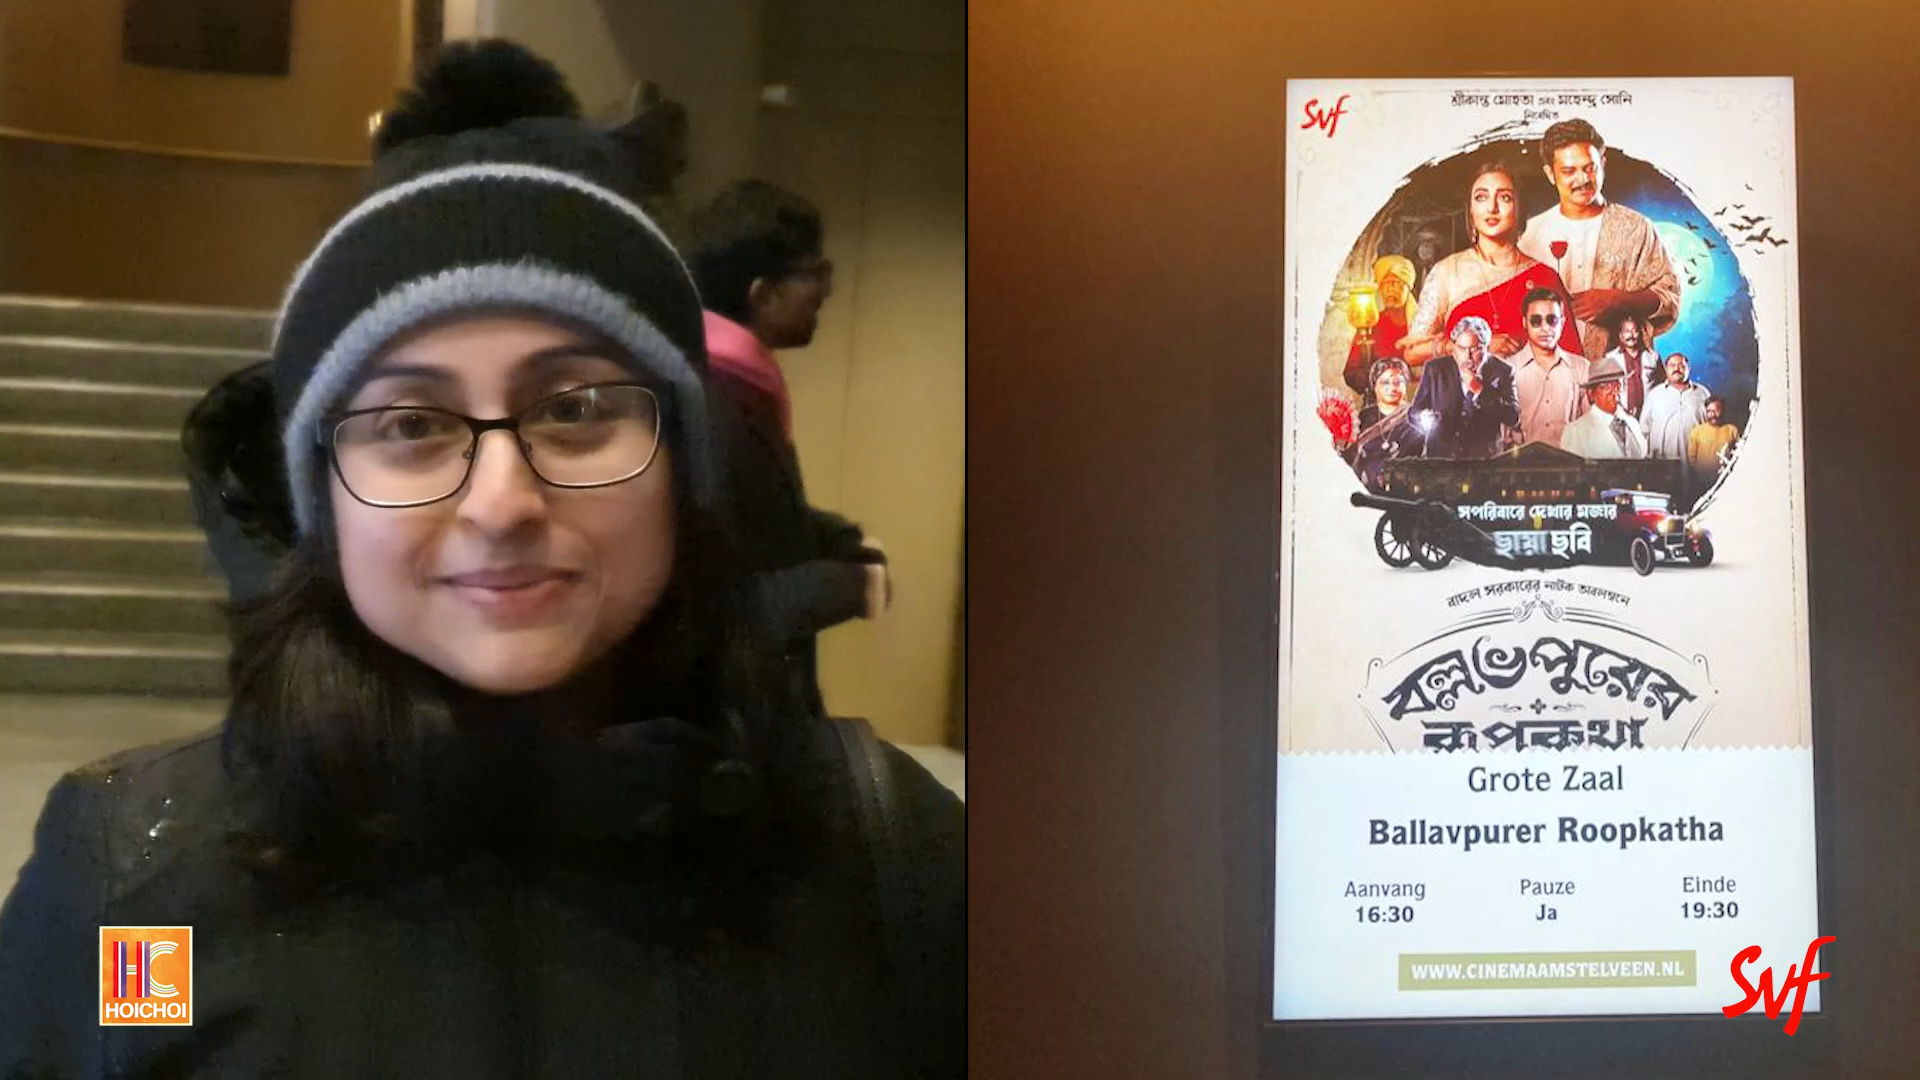 HC
HOICHOI
svf
শ্রীকান্ত মোহতা এবং মহেন্দ্র সোনি
নিবেদিত
সপরিবারে দেখার মজার
ছায়া ছবি
বাদল সরকারের নাটক অবলম্বনে
বল্লভপুরের
রূপকথা
Grote Zaal
Ballavpurer Roopkatha
Aanvang Pauze Einde
16:30 Ja 19:30
WWW.CINEMAAMSTELVEEN.NL
svf